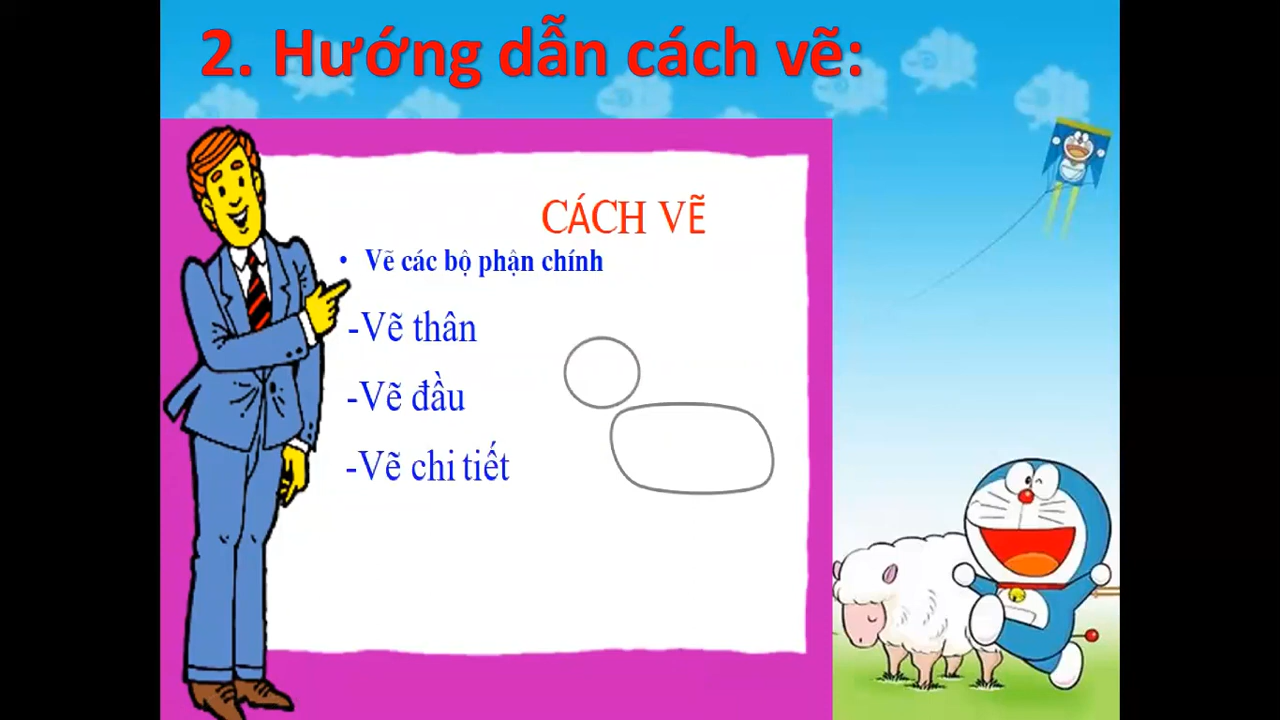 2. Hướng dẫn cách vẽ:
CÁCH VẼ
• Vẽ các bộ phận chính
-Vẽ thân
-Vẽ đầu
-Vẽ chi tiết